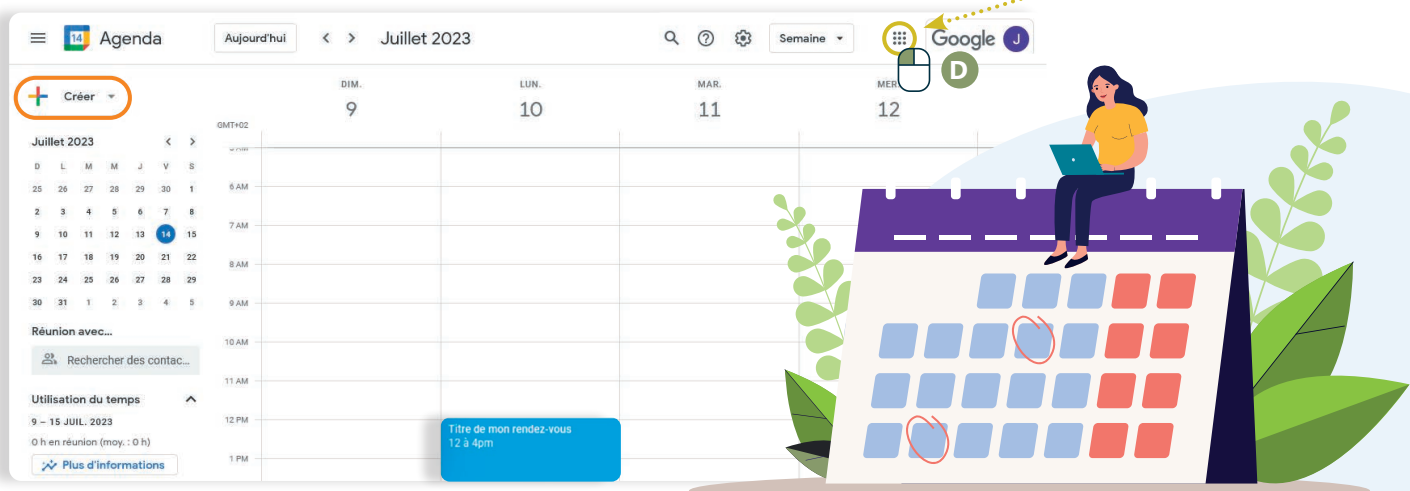 14 Agenda Aujourd'hui < > Juillet 2023 Semaine Google J
D
Créer
DIM. LUN. MAR. MER.
9 10 11 12
GMT+02
Juillet 2023 < >
D L M M J V S
25 26 27 28 29 30 1
2 3 4 5 6 7 8
9 10 11 12 13 14 15
16 17 18 19 20 21 22
23 24 25 26 27 28 29
30 31 1 2 3 4 5
6 AM
7 AM
8 AM
9 AM
10 AM
11 AM
12 PM
1 PM
Réunion avec...
Rechercher des contac...
Utilisation du temps
9 – 15 JUIL. 2023
0 h en réunion (moy. : 0 h)
Plus d'informations
Titre de mon rendez-vous
12 à 4pm